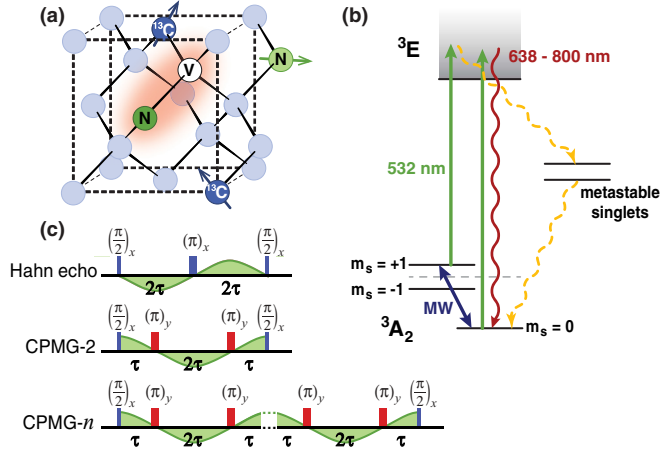 (a)
¹³C
N
V
N
¹³C
(b)
³E
638 - 800 nm
532 nm
metastable
singlets
mₛ = +1
mₛ = -1
MW
³A₂
mₛ = 0
(c)
(π/2)ₓ (π)ₓ (π/2)ₓ
Hahn echo
2τ 2τ
(π/2)ₓ (π)ᵧ (π)ᵧ (π/2)ₓ
CPMG-2
τ 2τ τ
(π/2)ₓ (π)ᵧ (π)ᵧ (π)ᵧ (π)ᵧ (π/2)ₓ
CPMG-n
τ 2τ τ τ 2τ τ